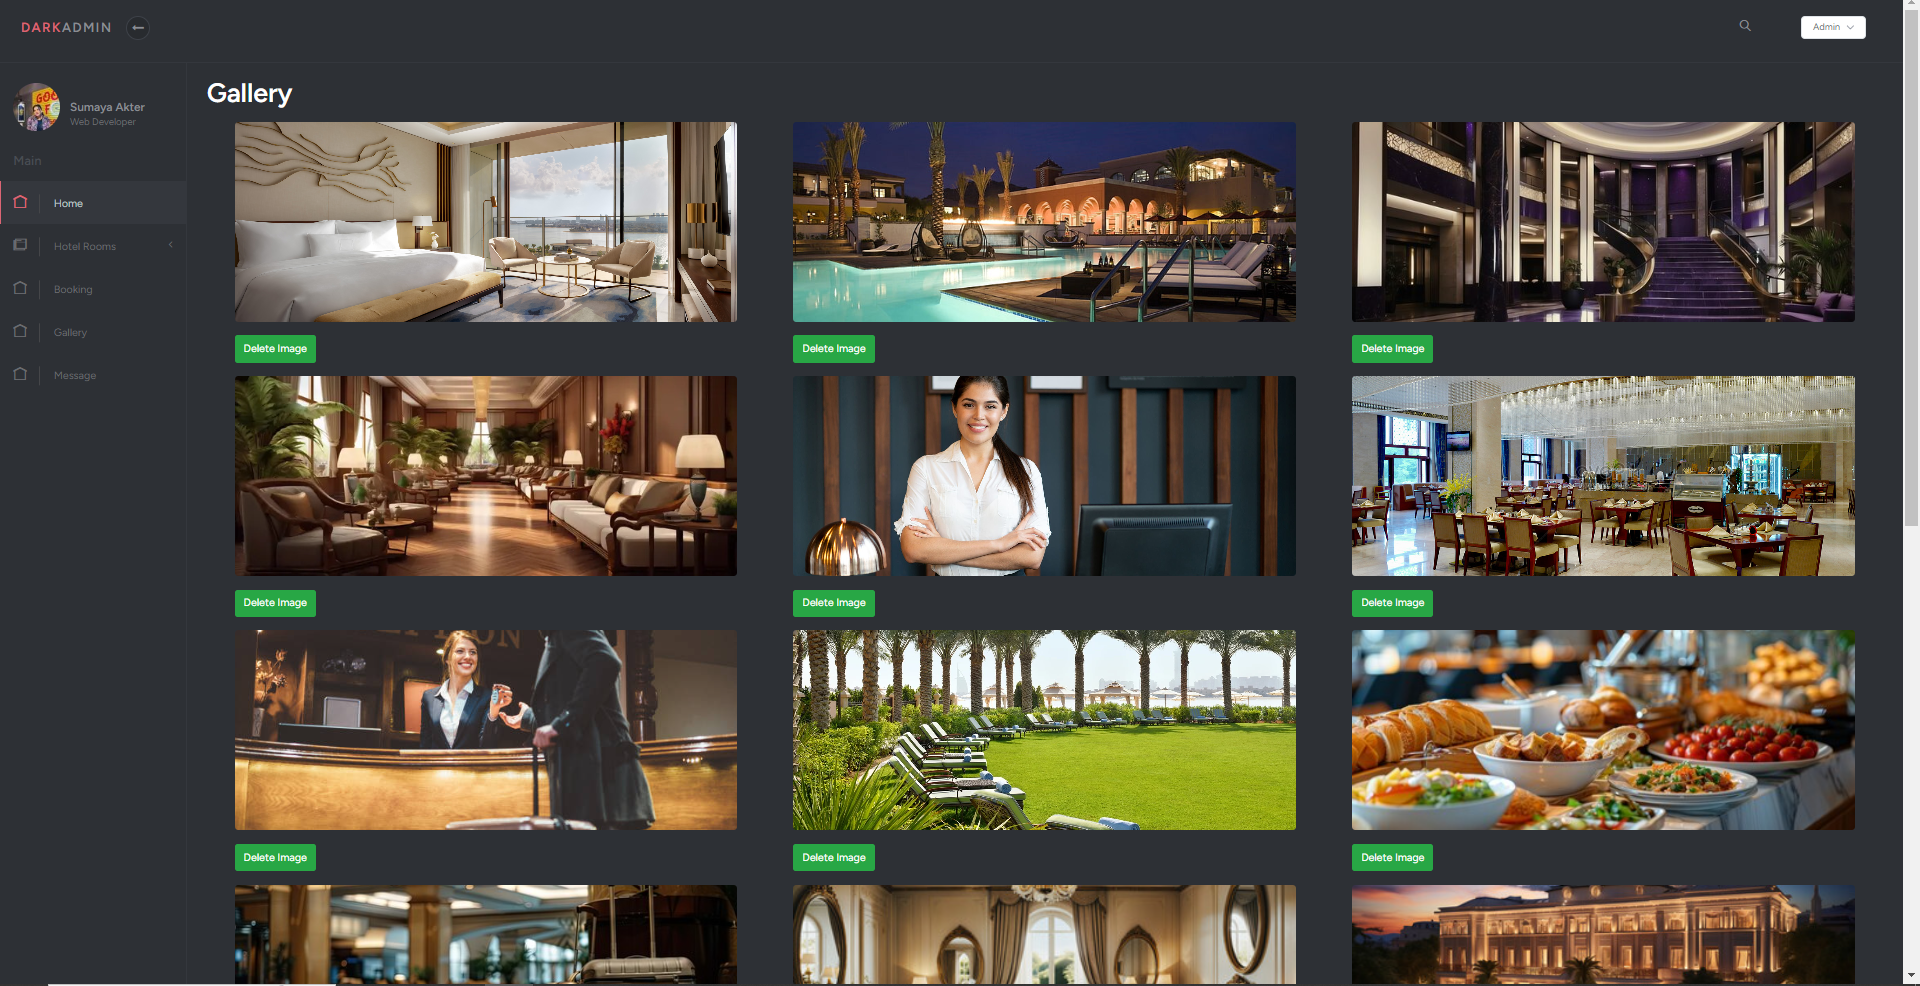 DARKADMIN
Admin
Sumaya Akter
Web Developer
Main
Home
Hotel Rooms
Booking
Gallery
Message
Gallery
Delete Image
Delete Image
Delete Image
Delete Image
Delete Image
Delete Image
Delete Image
Delete Image
Delete Image